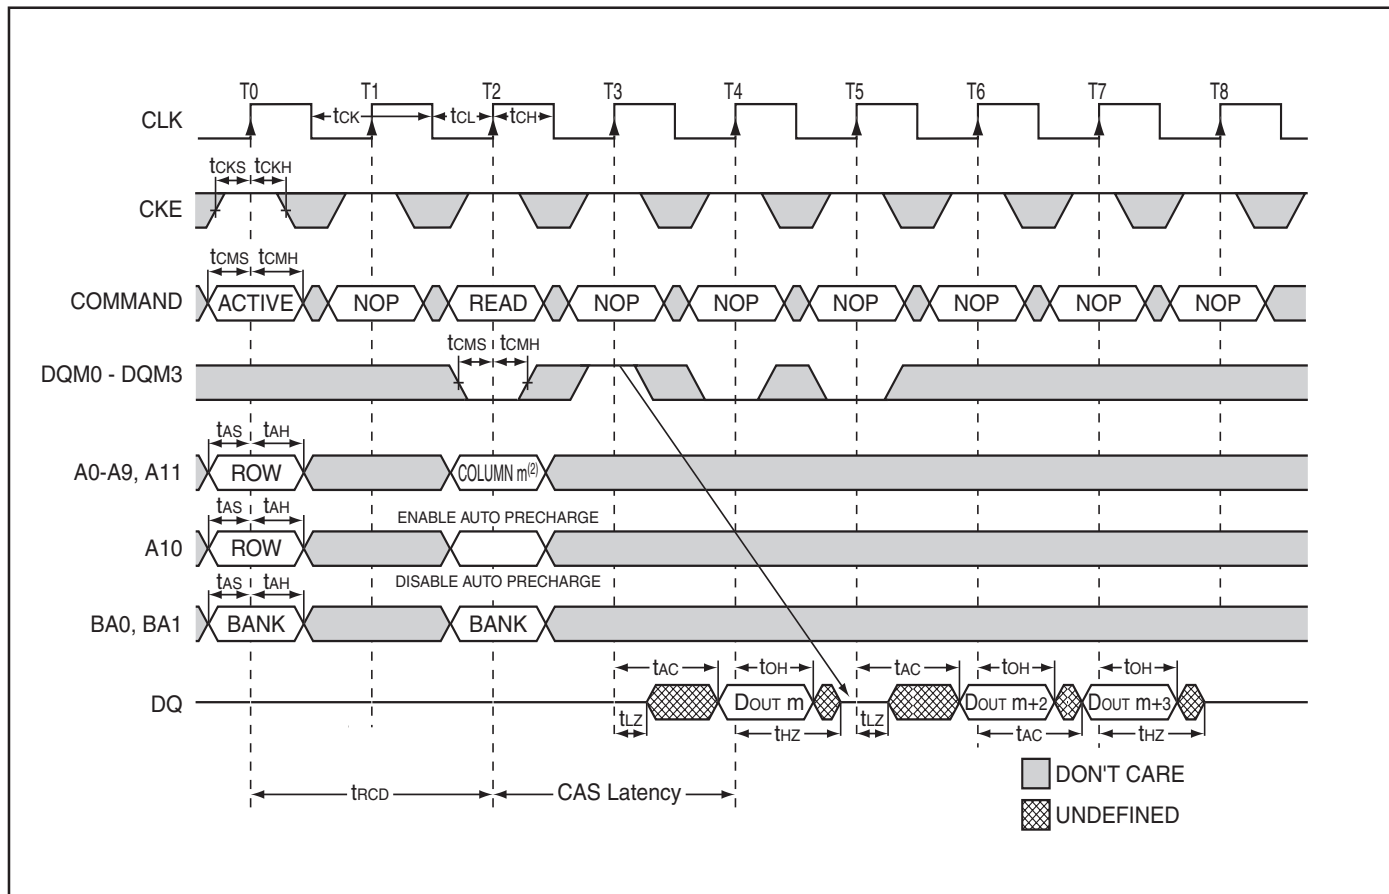 T0 T1 T2 T3 T4 T5 T6 T7 T8
CLK tCK tCL tCH
tCKS tCKH
CKE
tCMS tCMH
COMMAND ACTIVE NOP READ NOP NOP NOP NOP NOP NOP
tCMS tCMH
DQM0 - DQM3
tAS tAH
A0-A9, A11 ROW COLUMN m(2)
tAS tAH ENABLE AUTO PRECHARGE
A10 ROW
tAS tAH DISABLE AUTO PRECHARGE
BA0, BA1 BANK BANK
tAC tOH tAC tOH tOH
DQ DOUT m DOUT m+2 DOUT m+3
tLZ tHZ tLZ tAC tHZ
DON'T CARE
tRCD CAS Latency
UNDEFINED